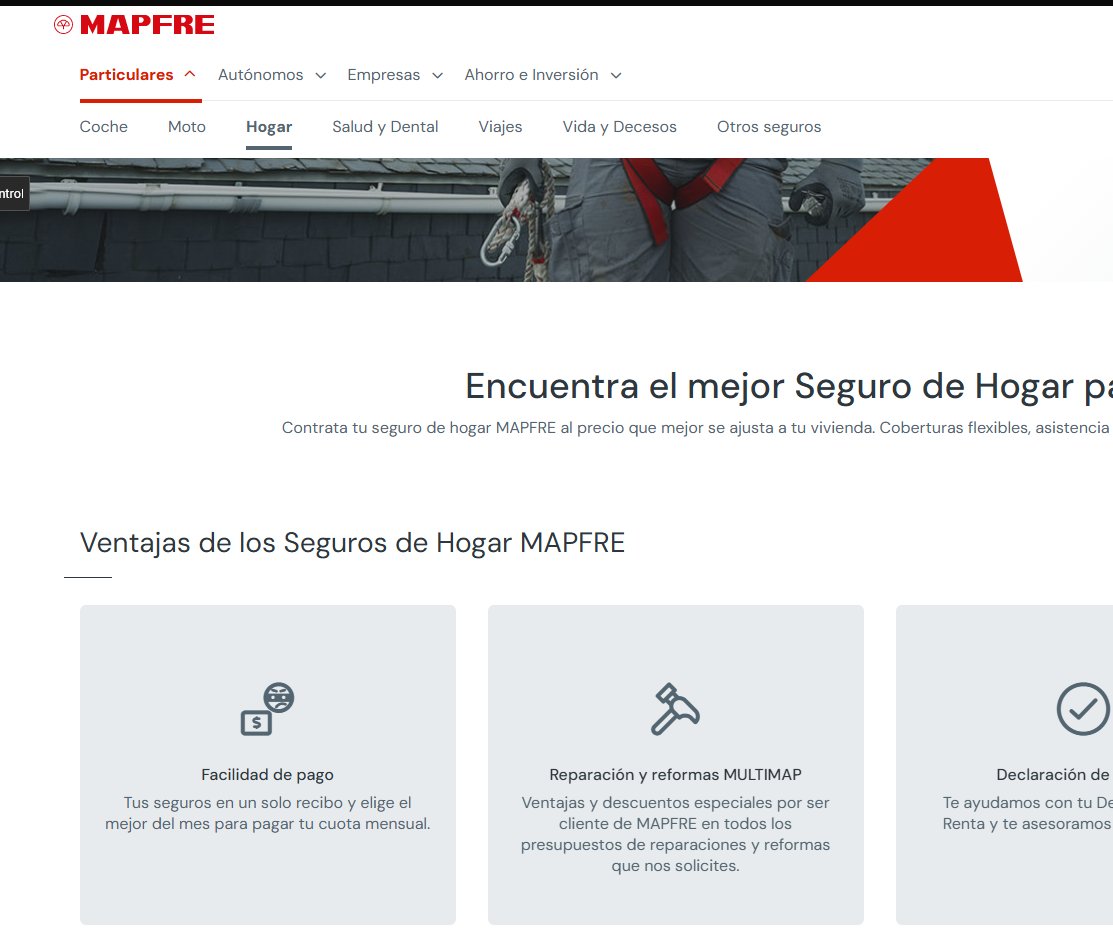 MAPFRE
Particulares Autónomos Empresas Ahorro e Inversión
Coche Moto Hogar Salud y Dental Viajes Vida y Decesos Otros seguros
ntrol
Encuentra el mejor Seguro de Hogar pa
Contrata tu seguro de hogar MAPFRE al precio que mejor se ajusta a tu vivienda. Coberturas flexibles, asistencia
Ventajas de los Seguros de Hogar MAPFRE
$
Facilidad de pago
Tus seguros en un solo recibo y elige el
mejor del mes para pagar tu cuota mensual.
Reparación y reformas MULTIMAP
Ventajas y descuentos especiales por ser
cliente de MAPFRE en todos los
presupuestos de reparaciones y reformas
que nos solicites.
Declaración de
Te ayudamos con tu De
Renta y te asesoramos